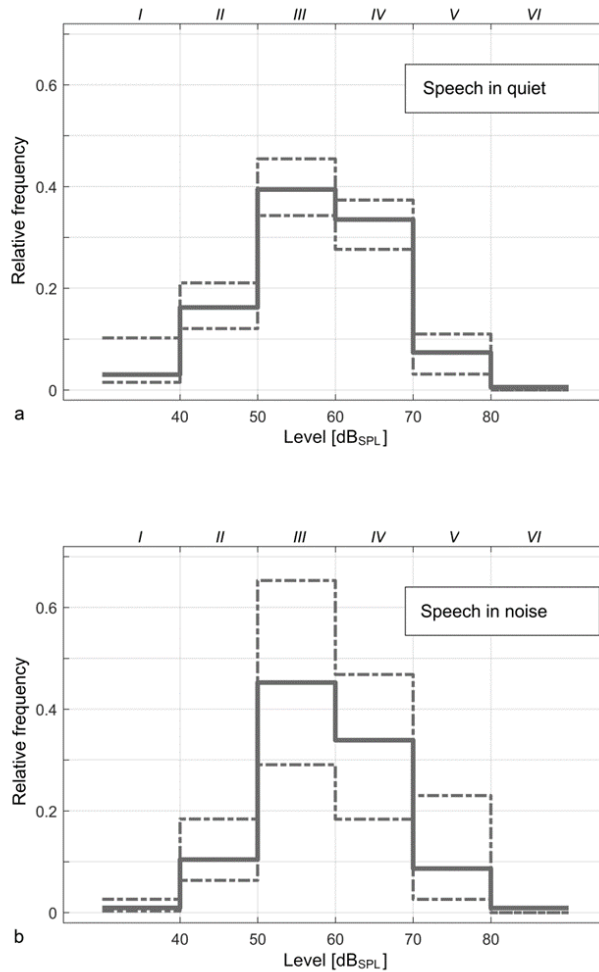 I II III IV V VI
Speech in quiet
0.6
0.4
0.2
0
Relative frequency
40 50 60 70 80
a
Level [dBSPL]
I II III IV V VI
Speech in noise
0.6
0.4
0.2
0
Relative frequency
40 50 60 70 80
b
Level [dBSPL]